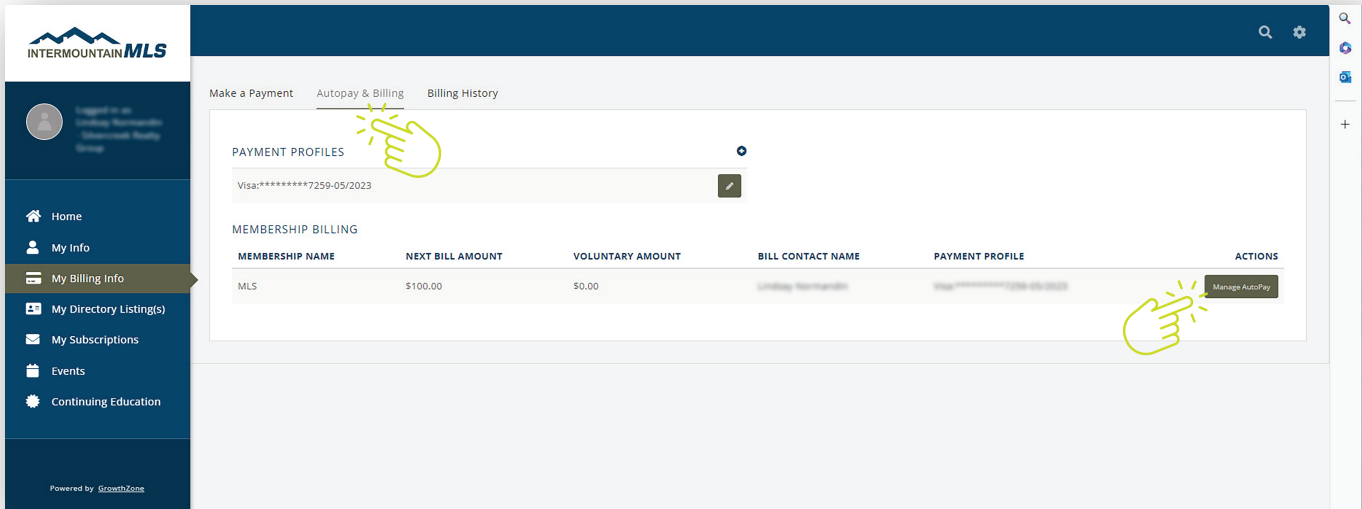 INTERMOUNTAIN MLS
Make a Payment
Autopay & Billing
Billing History
PAYMENT PROFILES
Visa:*********7259-05/2023
MEMBERSHIP BILLING
MEMBERSHIP NAME NEXT BILL AMOUNT VOLUNTARY AMOUNT BILL CONTACT NAME PAYMENT PROFILE ACTIONS
MLS $100.00 $0.00 Manage AutoPay
Home
My Info
My Billing Info
My Directory Listing(s)
My Subscriptions
Events
Continuing Education
Powered by GrowthZone